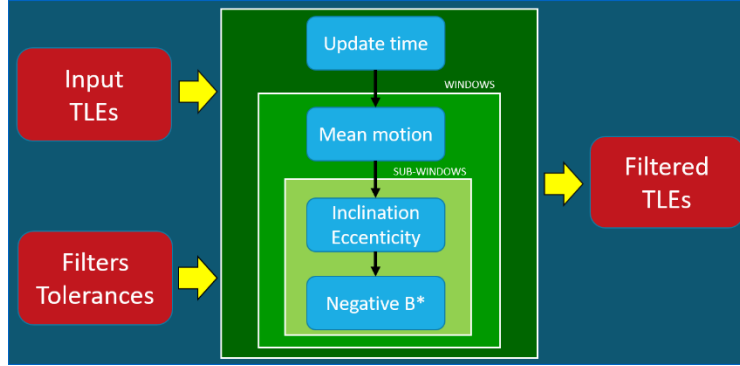 Update time
Input
TLEs
WINDOWS
Mean motion
SUB-WINDOWS
Filtered
TLEs
Inclination
Eccenticity
Filters
Tolerances
Negative B*